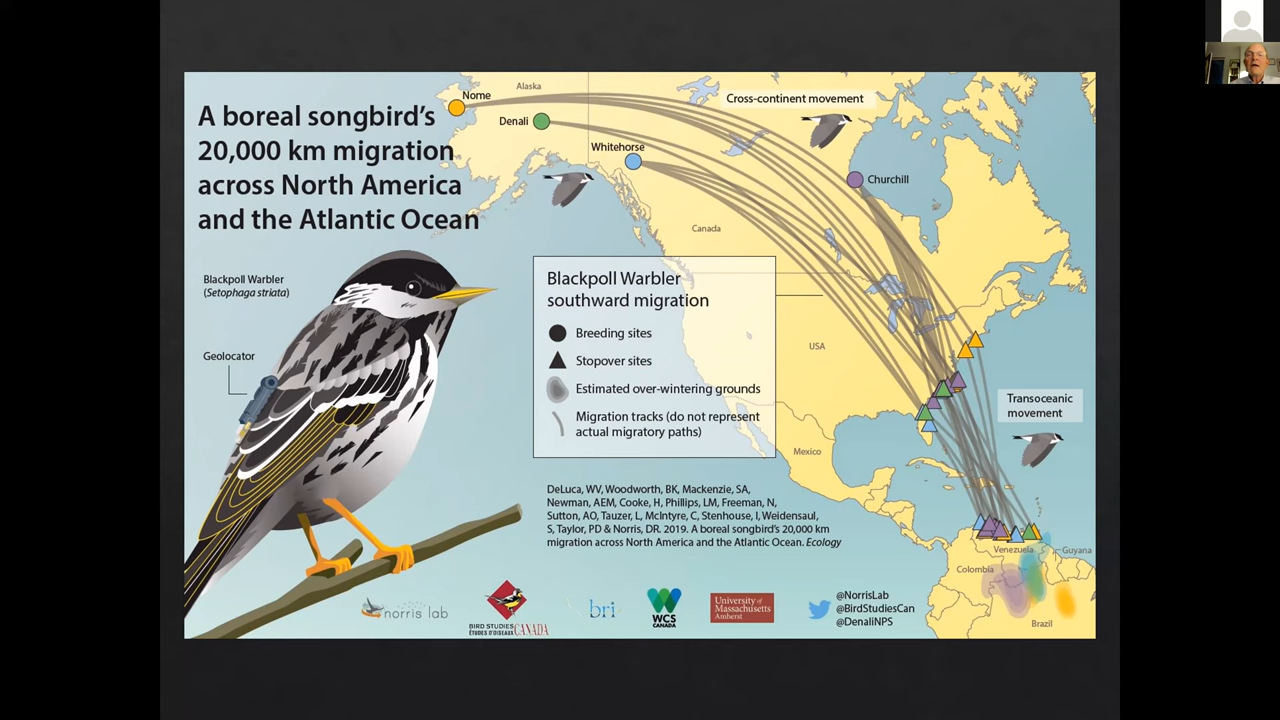 A boreal songbird's
20,000 km migration
across North America
and the Atlantic Ocean
Blackpoll Warbler
(Setophaga striata)
Geolocator
Nome
Alaska
Denali
Whitehorse
Cross-continent movement
Churchill
Canada
USA
Mexico
Transoceanic
movement
Venezuela
Guyana
Colombia
Brazil
Blackpoll Warbler
southward migration
Breeding sites
Stopover sites
Estimated over-wintering grounds
Migration tracks (do not represent
actual migratory paths)
DeLuca, WV, Woodworth, BK, Mackenzie, SA,
Newman, AEM, Cooke, H, Phillips, LM, Freeman, N,
Sutton, AO, Tauzer, L, McIntyre, C, Stenhouse, I, Weidensaul,
S, Taylor, PD & Norris, DR. 2019. A boreal songbird's 20,000 km
migration across North America and the Atlantic Ocean. Ecology
norris lab
BIRD STUDIES
ÉTUDES D'OISEAUX CANADA
bri
WCS
CANADA
University of
Massachusetts
Amherst
@NorrisLab
@BirdStudiesCan
@DenaliNPS